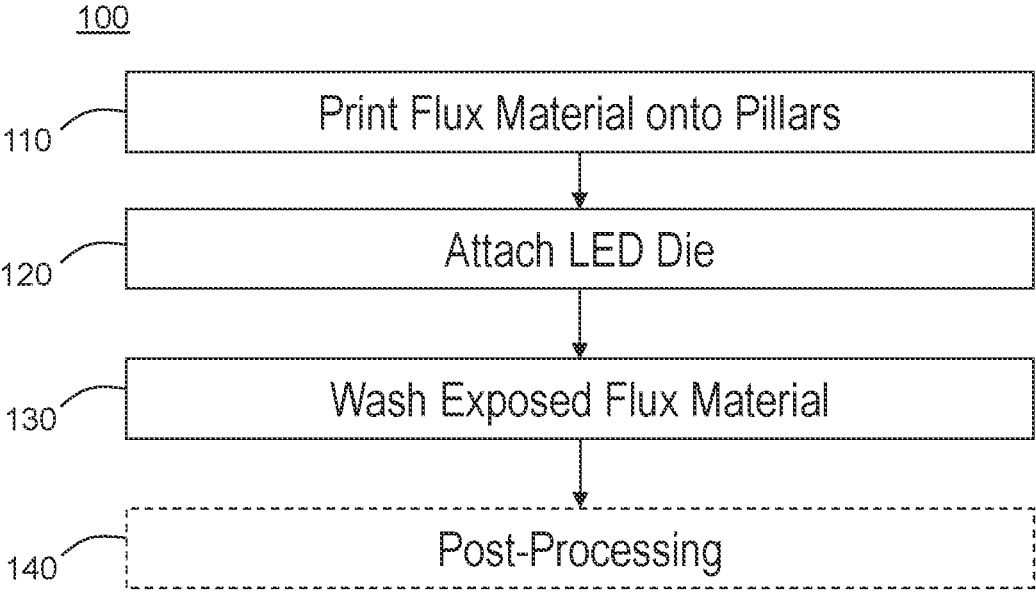 100
110
Print Flux Material onto Pillars
120
Attach LED Die
130
Wash Exposed Flux Material
140
Post-Processing